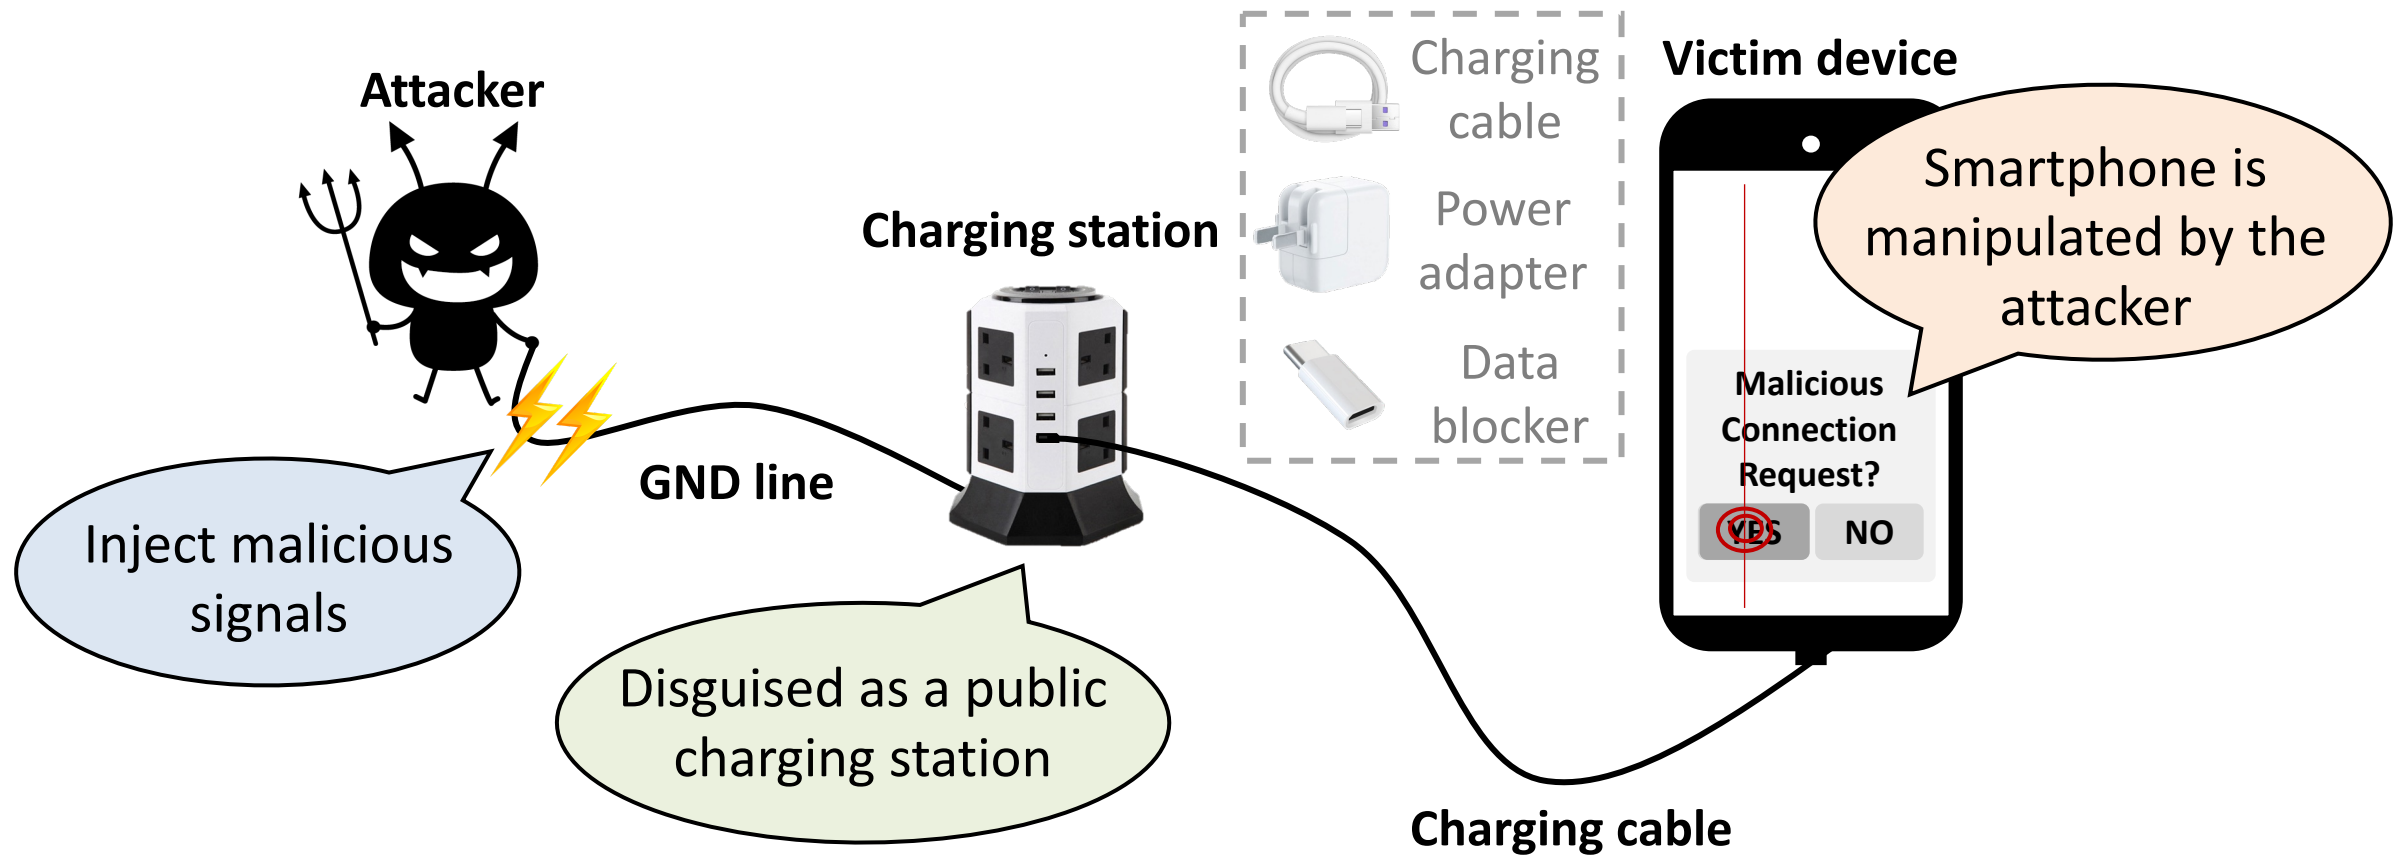 Attacker
Inject malicious
signals
GND line
Charging station
Disguised as a public
charging station
Charging
cable
Power
adapter
Data
blocker
Charging cable
Victim device
Smartphone is
manipulated by the
attacker
Malicious
Connection
Request?
YES NO